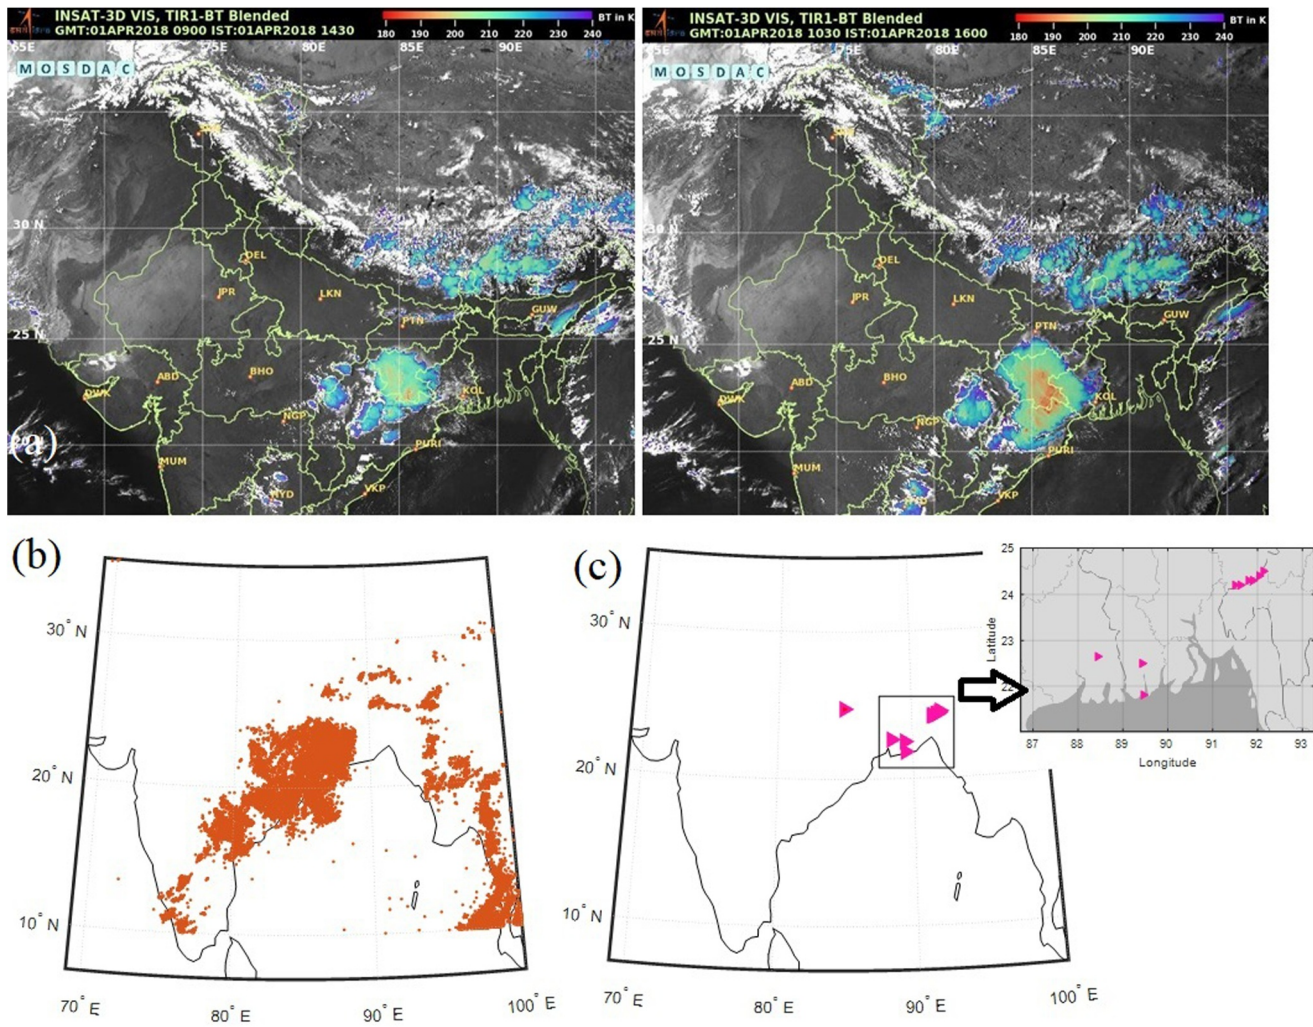 INSAT-3D VIS, TIR1-BT Blended
GMT:01APR2018 0900 IST:01APR2018 1430
BT in K
180 190 200 210 220 230 240
65E 75E 80E 85E 90E
MOSDAC
30 N
DEL
JPR
LKN
PTN
GUW
25 N
ABD
BHO
DWK
KOL
NGP
(a)
PURI
MUM
HYD
VKP
INSAT-3D VIS, TIR1-BT Blended
GMT:01APR2018 1030 IST:01APR2018 1600
BT in K
180 190 200 210 220 230 240
65E 75E 80E 85E 90E
MOSDAC
30 N
DEL
JPR
LKN
GUW
PTN
25 N
ABD
BHO
DWK
KOL
NGP
PURI
MUM
VKP
(b)
30° N
20° N
10° N
70° E 80° E 90° E 100° E
(c)
30° N
20° N
10° N
70° E 80° E 90° E 100° E
25
24
23
22
Latitude
87 88 89 90 91 92 93
Longitude